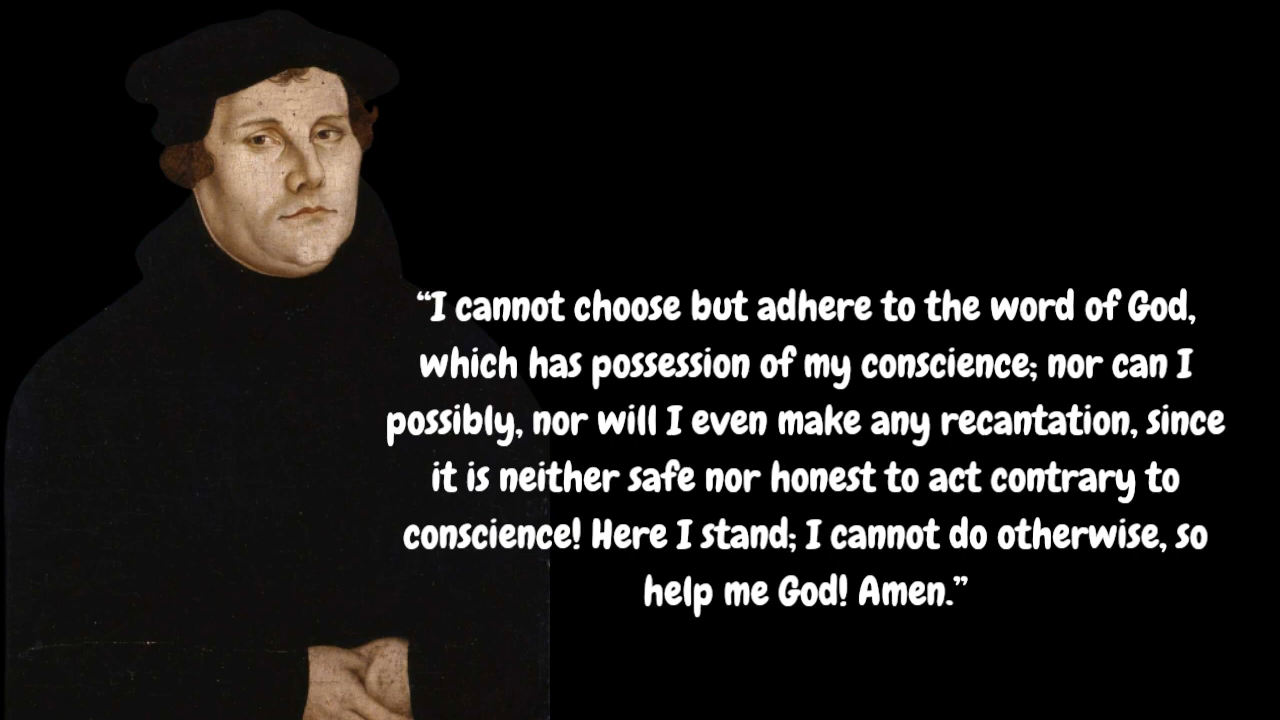 “I cannot choose but adhere to the word of God,
which has possession of my conscience; nor can I
possibly, nor will I even make any recantation, since
it is neither safe nor honest to act contrary to
conscience! Here I stand; I cannot do otherwise, so
help me God! Amen.”